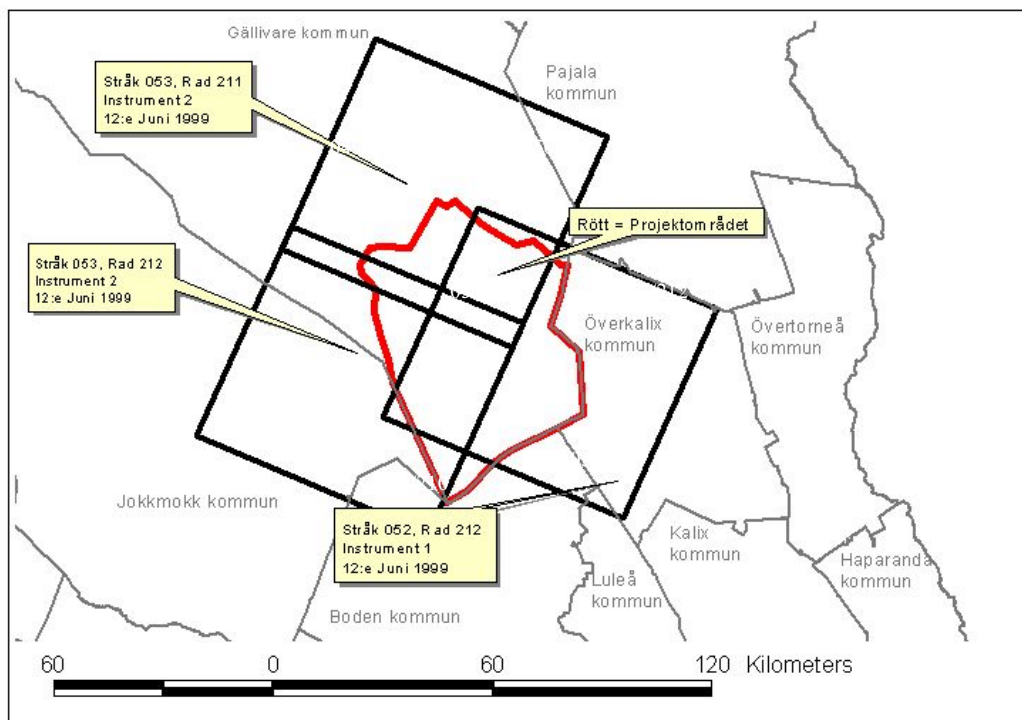 Gällivare kommun
Stråk 053, Rad 211
Instrument 2
12:e Juni 1999
Pajala
kommun
Rött = Projektområdet
Stråk 053, Rad 212
Instrument 2
12:e Juni 1999
Överkalix
kommun
Övertorneå
kommun
Jokkmokk kommun
Stråk 052, Rad 212
Instrument 1
12:e Juni 1999
Kalix
kommun
Haparanda
kommun
Luleå
kommun
Boden kommun
60 0 60 120 Kilometers